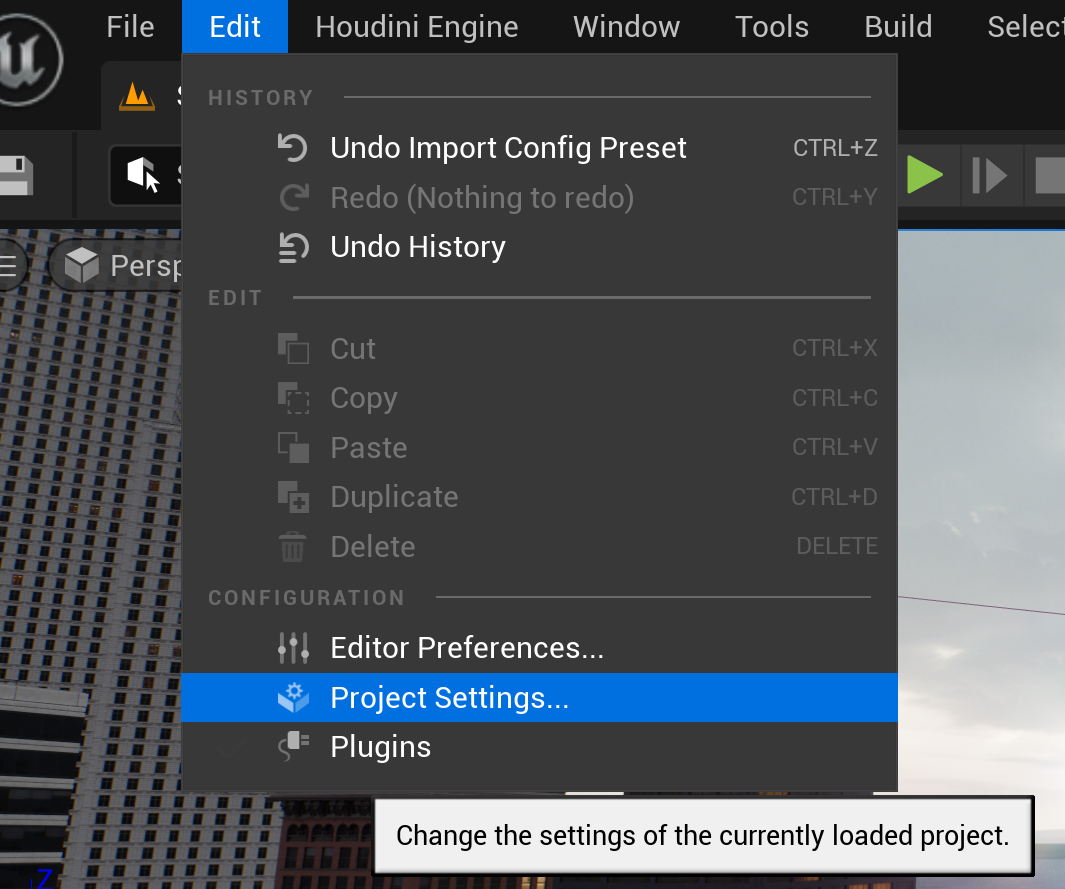 File Edit Houdini Engine Window Tools Build Select
HISTORY
Undo Import Config Preset CTRL+Z
Redo (Nothing to redo) CTRL+Y
Undo History
Persp
EDIT
Cut CTRL+X
Copy CTRL+C
Paste CTRL+V
Duplicate CTRL+D
Delete DELETE
CONFIGURATION
Editor Preferences...
Project Settings...
Plugins
Change the settings of the currently loaded project.
Z